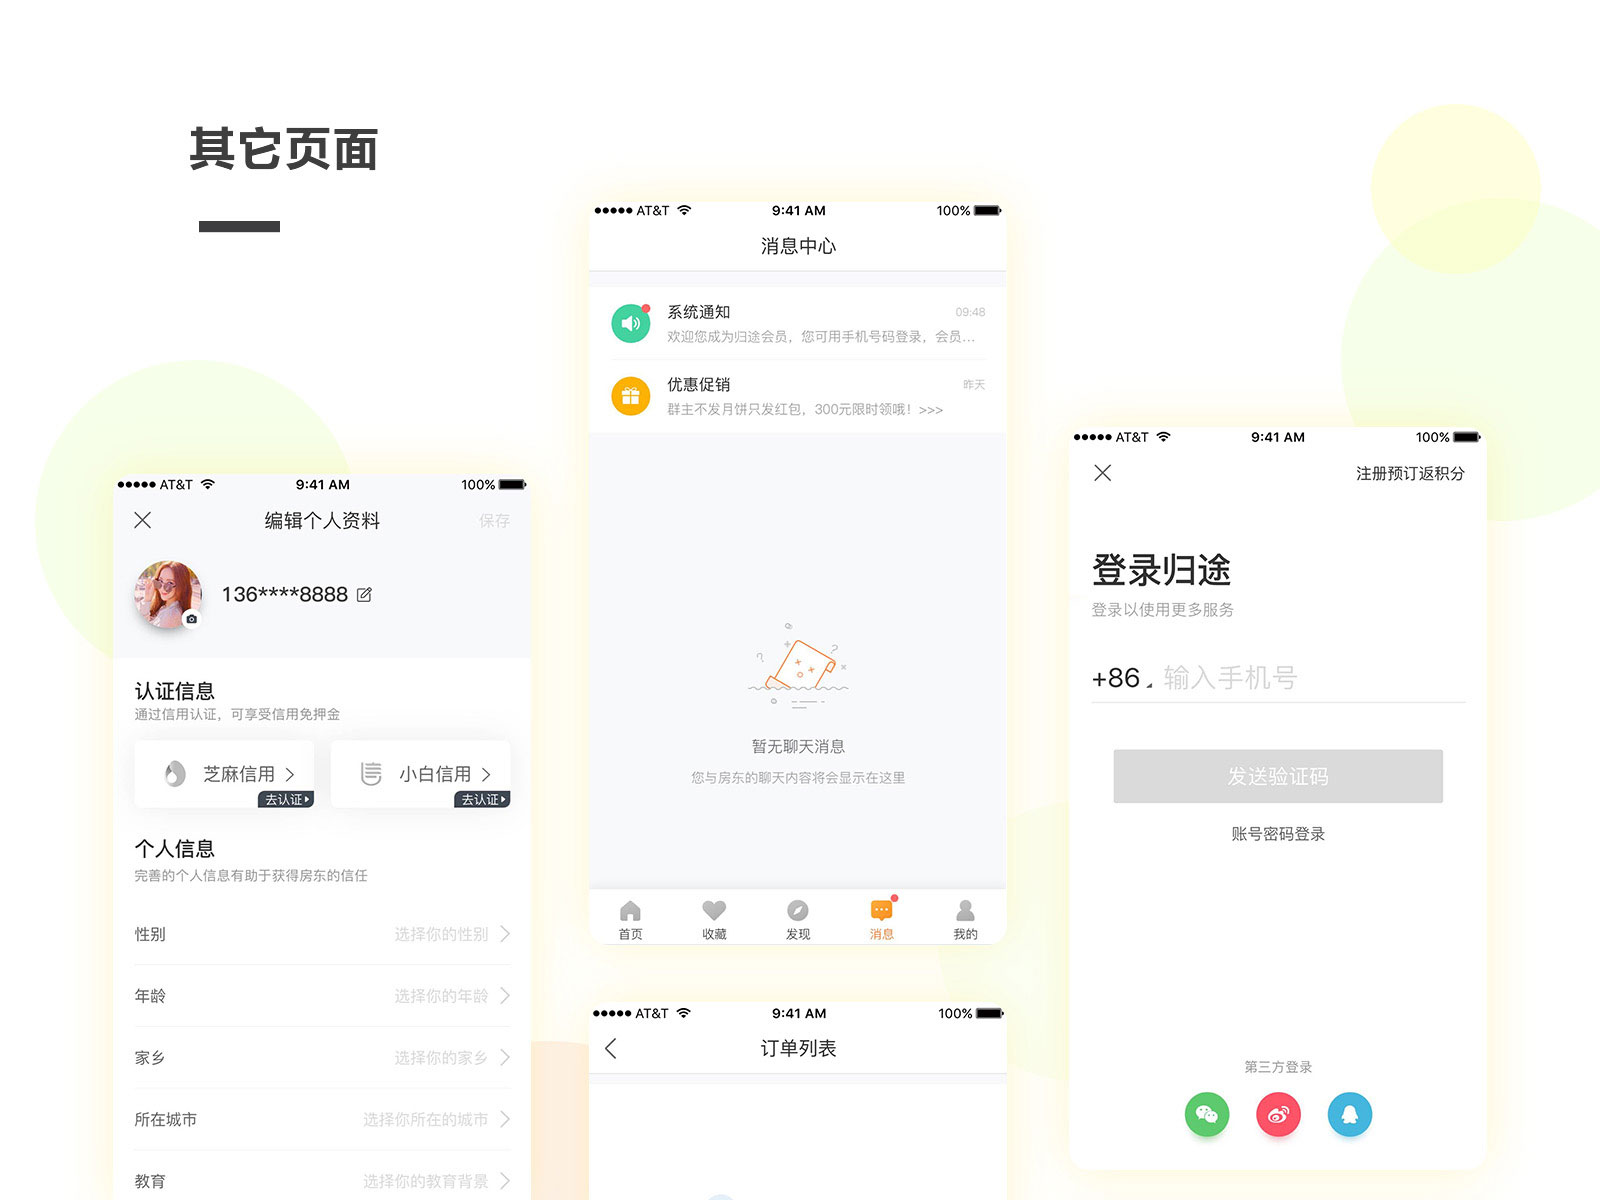 其它页面
AT&T 9:41 AM 100%
编辑个人资料 保存
136****8888
认证信息
通过信用认证，可享受信用免押金
芝麻信用 小白信用
去认证 去认证
个人信息
完善的个人信息有助于获得房东的信任
性别 选择你的性别
年龄 选择你的年龄
家乡 选择你的家乡
所在城市 选择你所在的城市
教育 选择你的教育背景
AT&T 9:41 AM 100%
消息中心
系统通知 09:48
欢迎您成为归途会员，您可用手机号码登录，会员...
优惠促销 昨天
群主不发月饼只发红包，300元限时领哦！>>>
暂无聊天消息
您与房东的聊天内容将会显示在这里
首页 收藏 发现 消息 我的
AT&T 9:41 AM 100%
订单列表
AT&T 9:41 AM 100%
注册预订返积分
登录归途
登录以使用更多服务
+86 输入手机号
发送验证码
账号密码登录
第三方登录